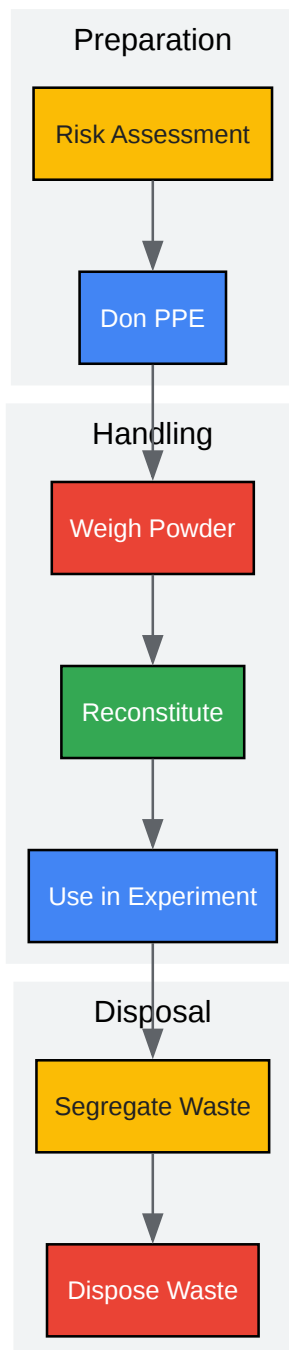 Preparation
Risk Assessment
Don PPE
Handling
Weigh Powder
Reconstitute
Use in Experiment
Disposal
Segregate Waste
Dispose Waste